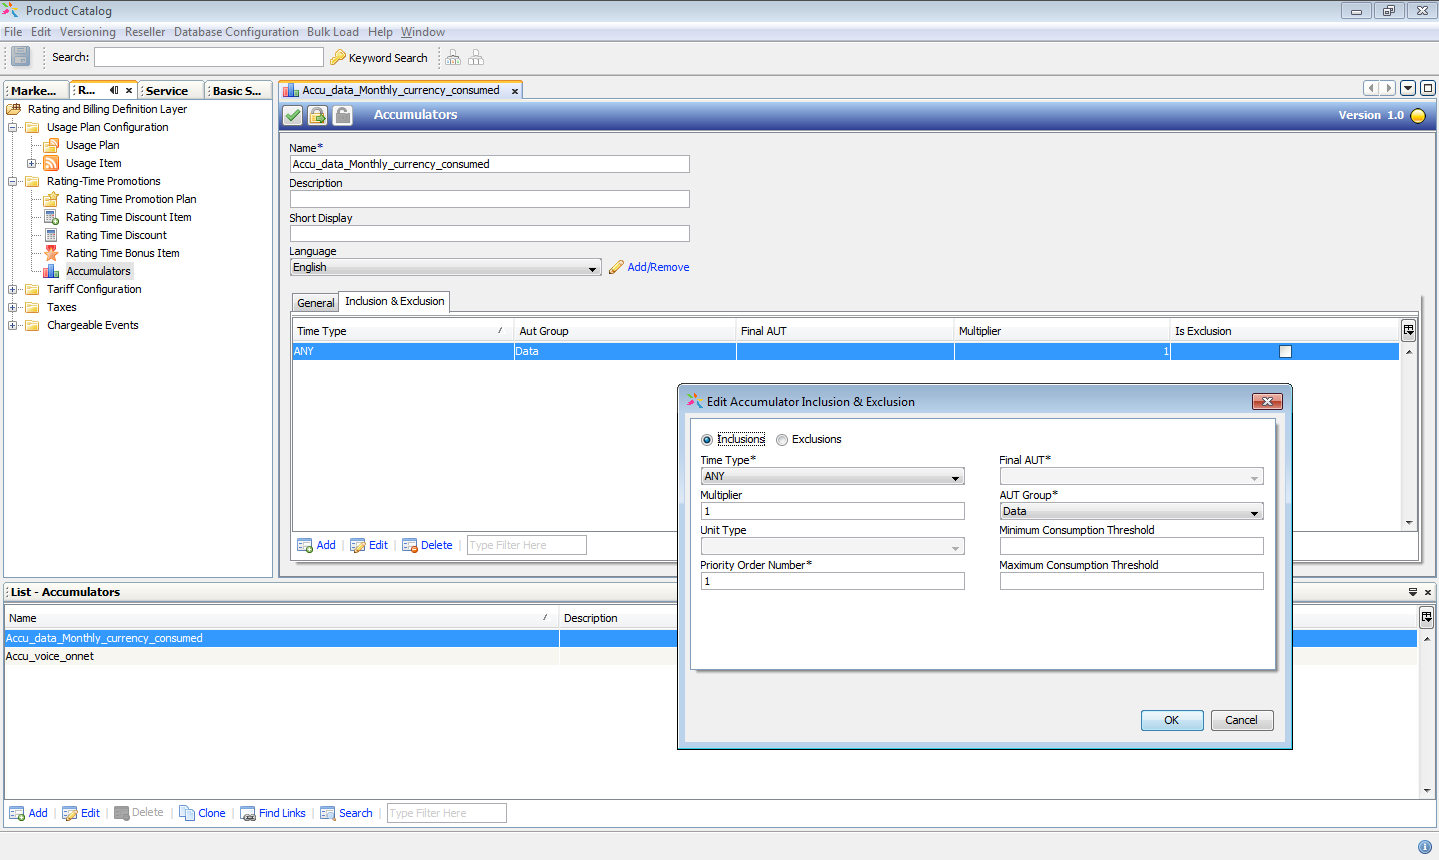 Product Catalog
File Edit Versioning Reseller Database Configuration Bulk Load Help Window
Search: Keyword Search
Marke... R... Service Basic S...
Rating and Billing Definition Layer
Usage Plan Configuration
Usage Plan
Usage Item
Rating-Time Promotions
Rating Time Promotion Plan
Rating Time Discount Item
Rating Time Discount
Rating Time Bonus Item
Accumulators
Tariff Configuration
Taxes
Chargeable Events
Accu_data_Monthly_currency_consumed
Accumulators Version 1.0
Name*
Accu_data_Monthly_currency_consumed
Description
Short Display
Language
English Add/Remove
General Inclusion & Exclusion
Time Type Aut Group Final AUT Multiplier Is Exclusion
ANY Data 1
Add Edit Delete Type Filter Here
Edit Accumulator Inclusion & Exclusion
Inclusions Exclusions
Time Type* Final AUT*
ANY
Multiplier AUT Group*
1 Data
Unit Type Minimum Consumption Threshold
Priority Order Number* Maximum Consumption Threshold
1
OK Cancel
List - Accumulators
Name Description
Accu_data_Monthly_currency_consumed
Accu_voice_onnet
Add Edit Delete Clone Find Links Search Type Filter Here